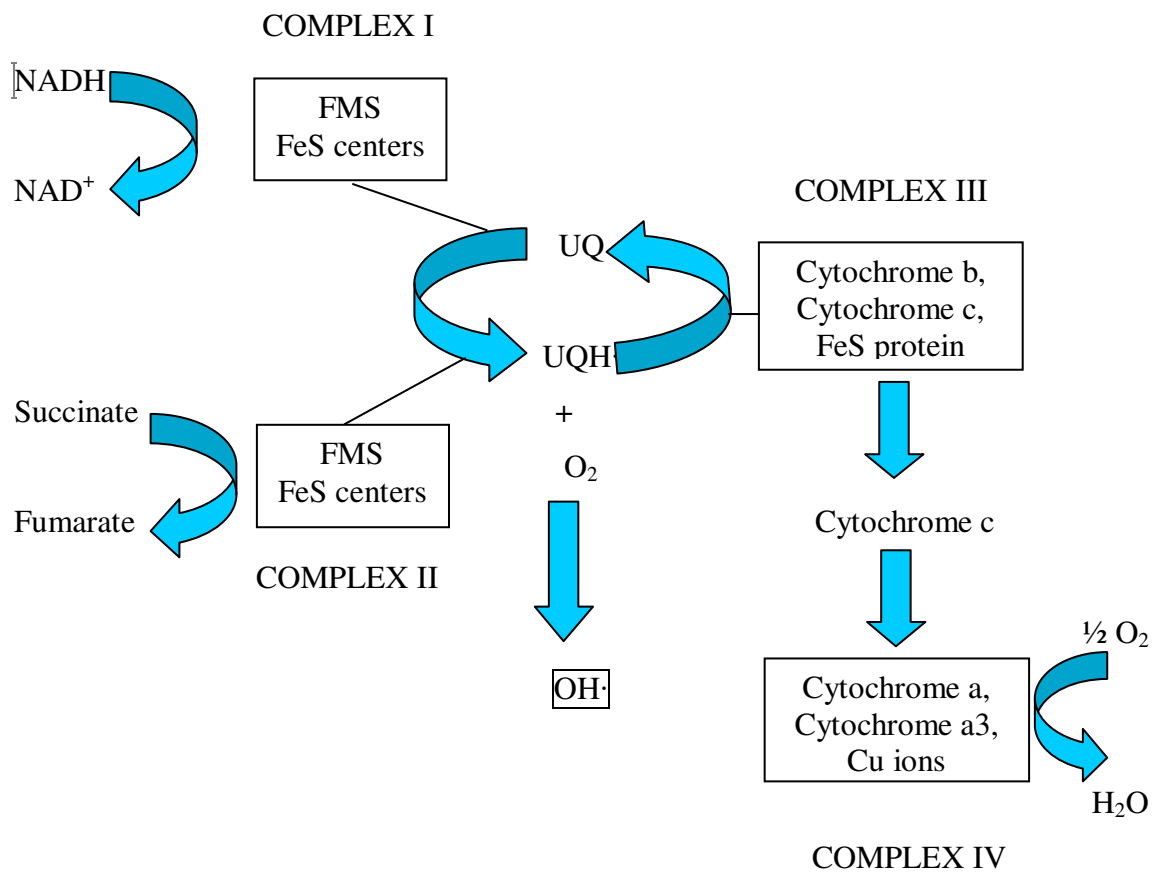 COMPLEX I
NADH
FMS
FeS centers
NAD⁺
COMPLEX III
UQ
Cytochrome b,
Cytochrome c,
FeS protein
UQH·
Succinate
+
FMS
FeS centers
O₂
Fumarate
Cytochrome c
COMPLEX II
½ O₂
OH·
Cytochrome a,
Cytochrome a3,
Cu ions
H₂O
COMPLEX IV